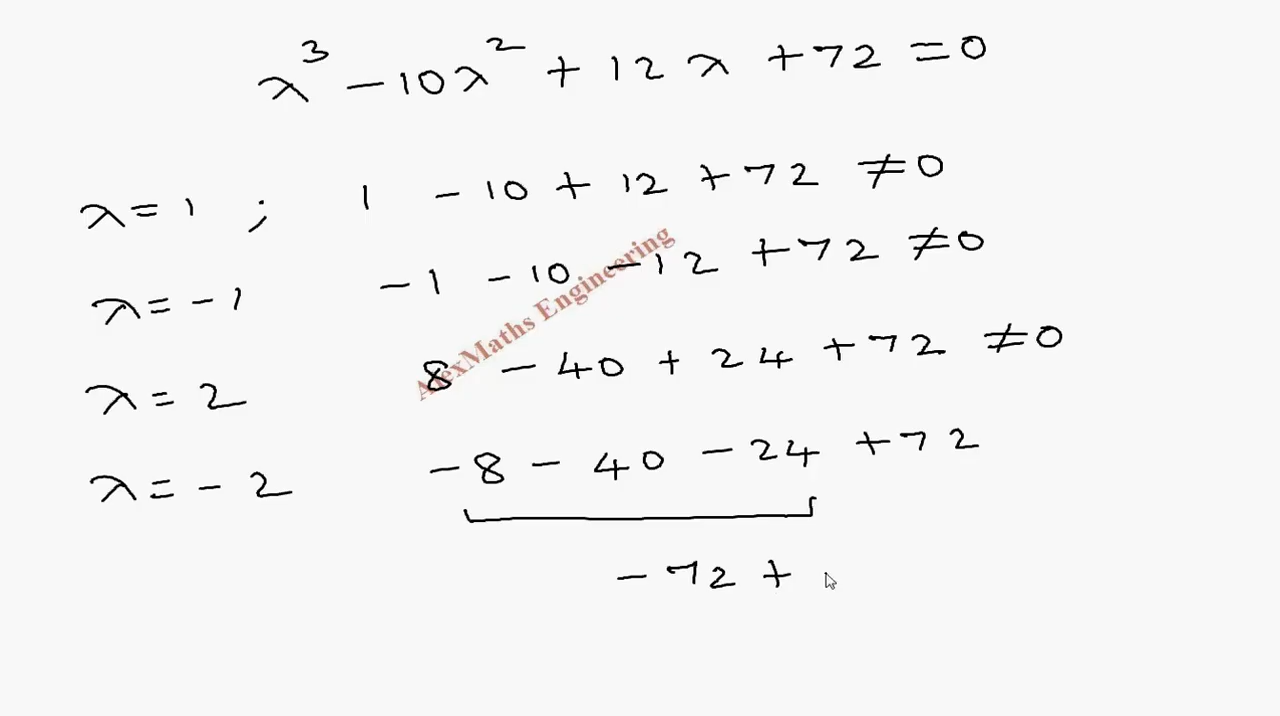 λ³ - 10λ² + 12λ + 72 = 0
λ = 1 ; 1 - 10 + 12 + 72 ≠ 0
λ = - 1 - 1 - 10 - 12 + 72 ≠ 0
λ = 2 8 - 40 + 24 + 72 ≠ 0
λ = - 2 - 8 - 40 - 24 + 72
- 72 +
AlexMaths Engineering